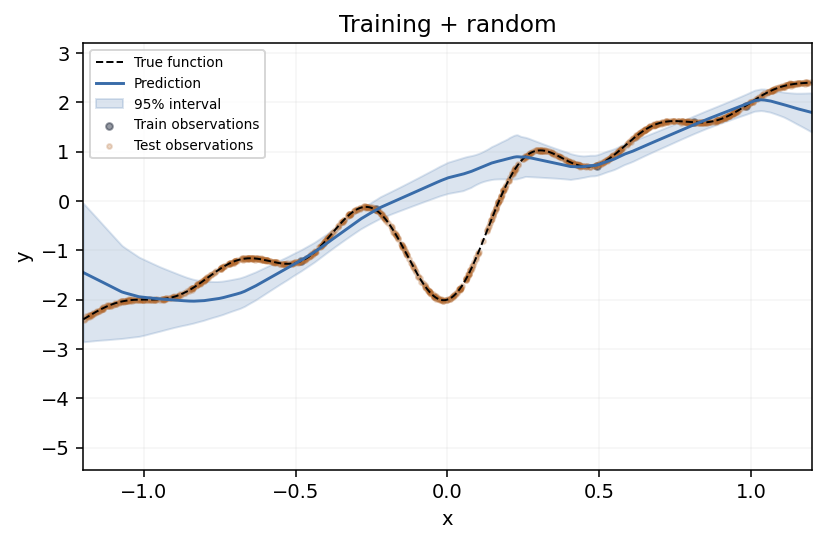 Training + random
True function
Prediction
95% interval
Train observations
Test observations
3
2
1
0
−1
−2
−3
−4
−5
y
−1.0 −0.5 0.0 0.5 1.0
x